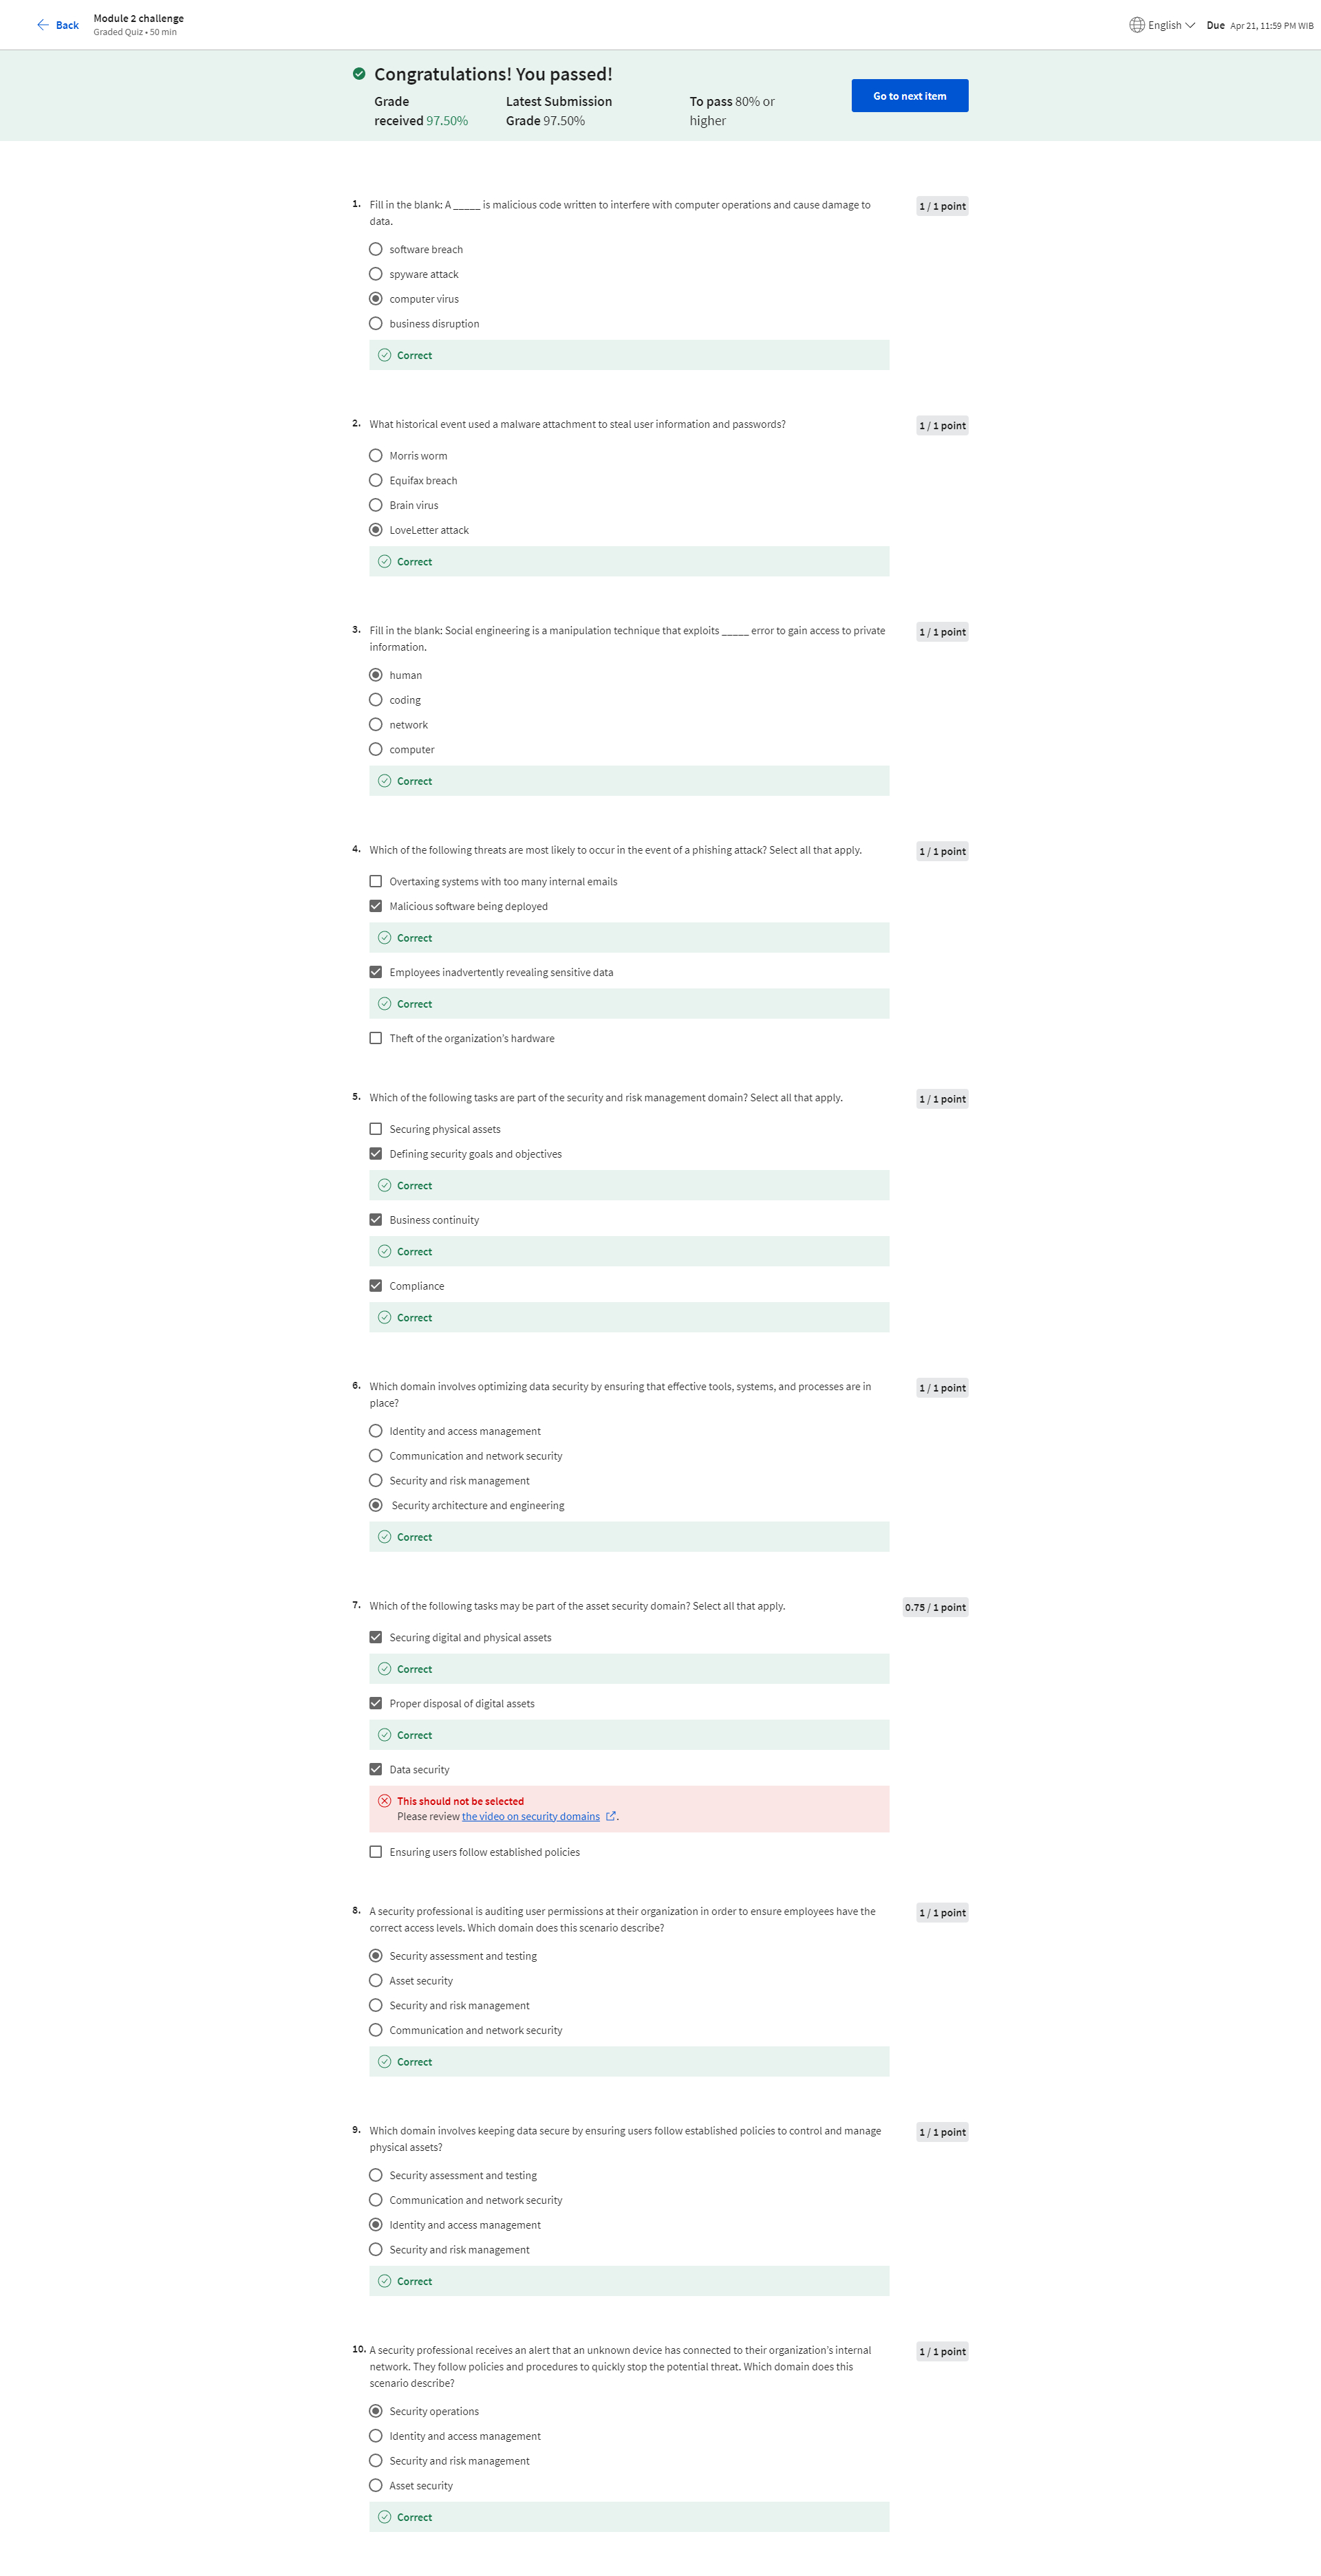 Back
Module 2 challenge
Graded Quiz • 50 min
English
Due Apr 21, 11:59 PM WIB
Congratulations! You passed!
Grade
received 97.50%
Latest Submission
Grade 97.50%
To pass 80% or
higher
Go to next item
1. Fill in the blank: A _____ is malicious code written to interfere with computer operations and cause damage to
data.
1 / 1 point
software breach
spyware attack
computer virus
business disruption
Correct
2. What historical event used a malware attachment to steal user information and passwords?
1 / 1 point
Morris worm
Equifax breach
Brain virus
LoveLetter attack
Correct
3. Fill in the blank: Social engineering is a manipulation technique that exploits _____ error to gain access to private
information.
1 / 1 point
human
coding
network
computer
Correct
4. Which of the following threats are most likely to occur in the event of a phishing attack? Select all that apply.
1 / 1 point
Overtaxing systems with too many internal emails
Malicious software being deployed
Correct
Employees inadvertently revealing sensitive data
Correct
Theft of the organization’s hardware
5. Which of the following tasks are part of the security and risk management domain? Select all that apply.
1 / 1 point
Securing physical assets
Defining security goals and objectives
Correct
Business continuity
Correct
Compliance
Correct
6. Which domain involves optimizing data security by ensuring that effective tools, systems, and processes are in
place?
1 / 1 point
Identity and access management
Communication and network security
Security and risk management
Security architecture and engineering
Correct
7. Which of the following tasks may be part of the asset security domain? Select all that apply.
0.75 / 1 point
Securing digital and physical assets
Correct
Proper disposal of digital assets
Correct
Data security
This should not be selected
Please review the video on security domains .
Ensuring users follow established policies
8. A security professional is auditing user permissions at their organization in order to ensure employees have the
correct access levels. Which domain does this scenario describe?
1 / 1 point
Security assessment and testing
Asset security
Security and risk management
Communication and network security
Correct
9. Which domain involves keeping data secure by ensuring users follow established policies to control and manage
physical assets?
1 / 1 point
Security assessment and testing
Communication and network security
Identity and access management
Security and risk management
Correct
10. A security professional receives an alert that an unknown device has connected to their organization’s internal
network. They follow policies and procedures to quickly stop the potential threat. Which domain does this
scenario describe?
1 / 1 point
Security operations
Identity and access management
Security and risk management
Asset security
Correct